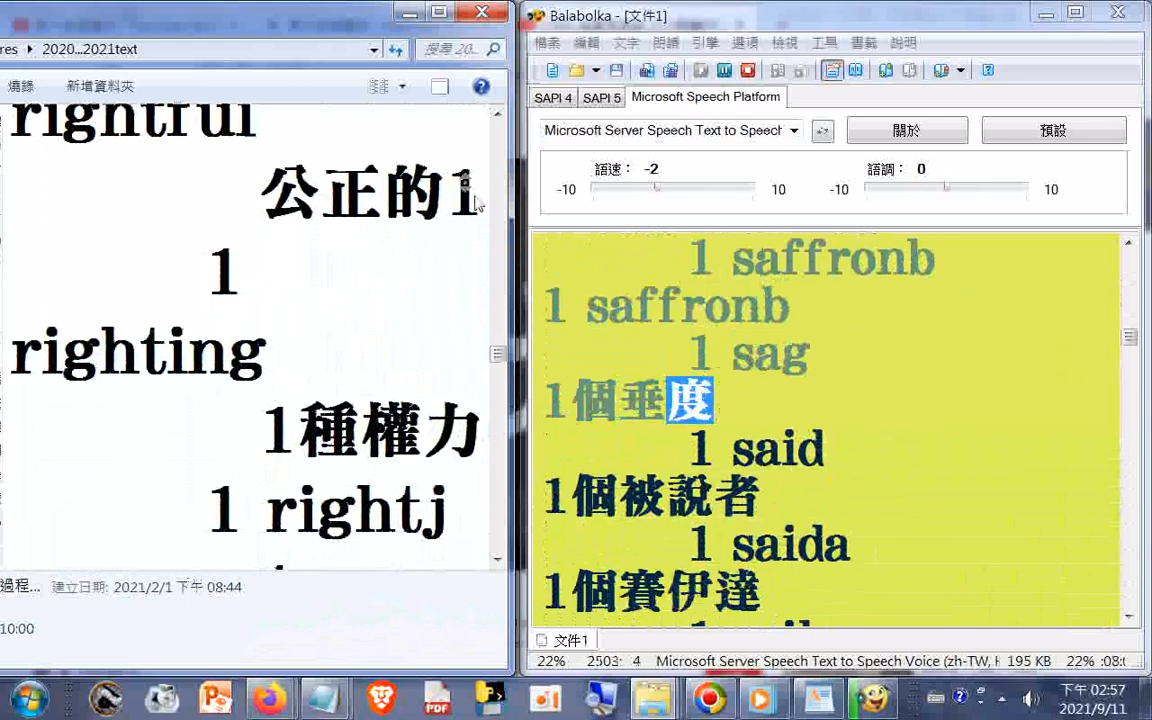 res ▸ 2020...2021text
搜尋 20...
燒錄 新增資料夾
rightful
公正的1
1
righting
1種權力
1 rightj
過程... 建立日期: 2021/2/1 下午 08:44
10:00
Balabolka - [文件1]
檔案 編輯 文字 朗讀 引擎 選項 檢視 工具 書籤 說明
SAPI 4 SAPI 5 Microsoft Speech Platform
Microsoft Server Speech Text to Speech 關於 預設
語速： -2 語調： 0
-10 10 -10 10
1 saffronb
1 saffronb
1 sag
1個垂度
1 said
1個被說者
1 saida
1個賽伊達
文件1
22% 2503: 4 Microsoft Server Speech Text to Speech Voice (zh-TW, H 195 KB 22%
下午 02:57
2021/9/11